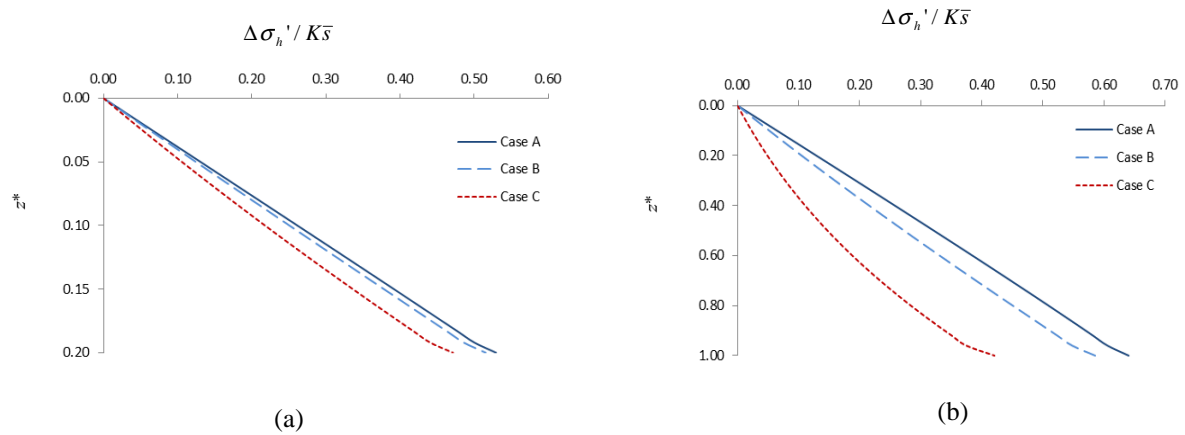 Δσₕ'/Ks̅
0.00 0.10 0.20 0.30 0.40 0.50 0.60
0.00
0.05
0.10
0.15
0.20
z*
Case A
Case B
Case C
(a)
Δσₕ'/Ks̅
0.00 0.10 0.20 0.30 0.40 0.50 0.60 0.70
0.00
0.20
0.40
0.60
0.80
1.00
z*
Case A
Case B
Case C
(b)